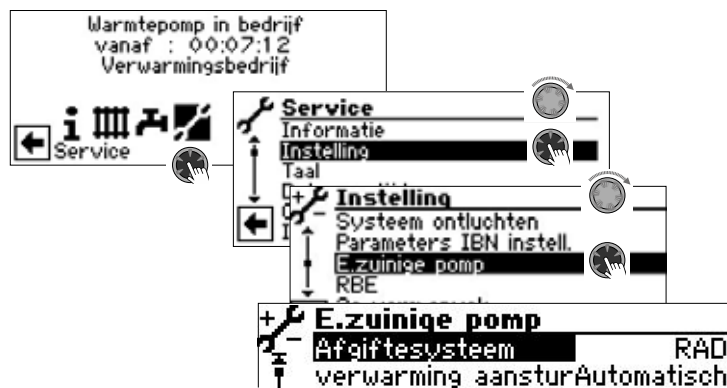 Warmtepomp in bedrijf
vanaf : 00:07:12
Verwarmingsbedrijf
Service
Service
Informatie
Instelling
Taal
Instelling
Systeem ontluchten
Parameters IBN instell.
E.zuinige pomp
RBE
E.zuinige pomp
Afgiftesysteem RAD
verwarming aansturAutomatisch